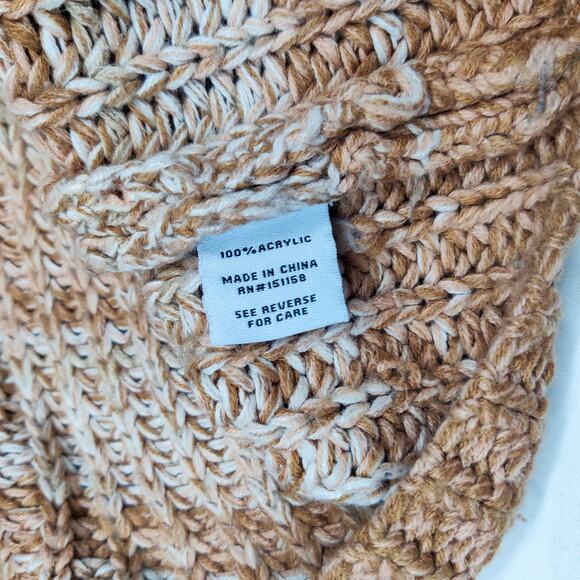 100% ACRYLIC
MADE IN CHINA
RN#151158
SEE REVERSE
FOR CARE